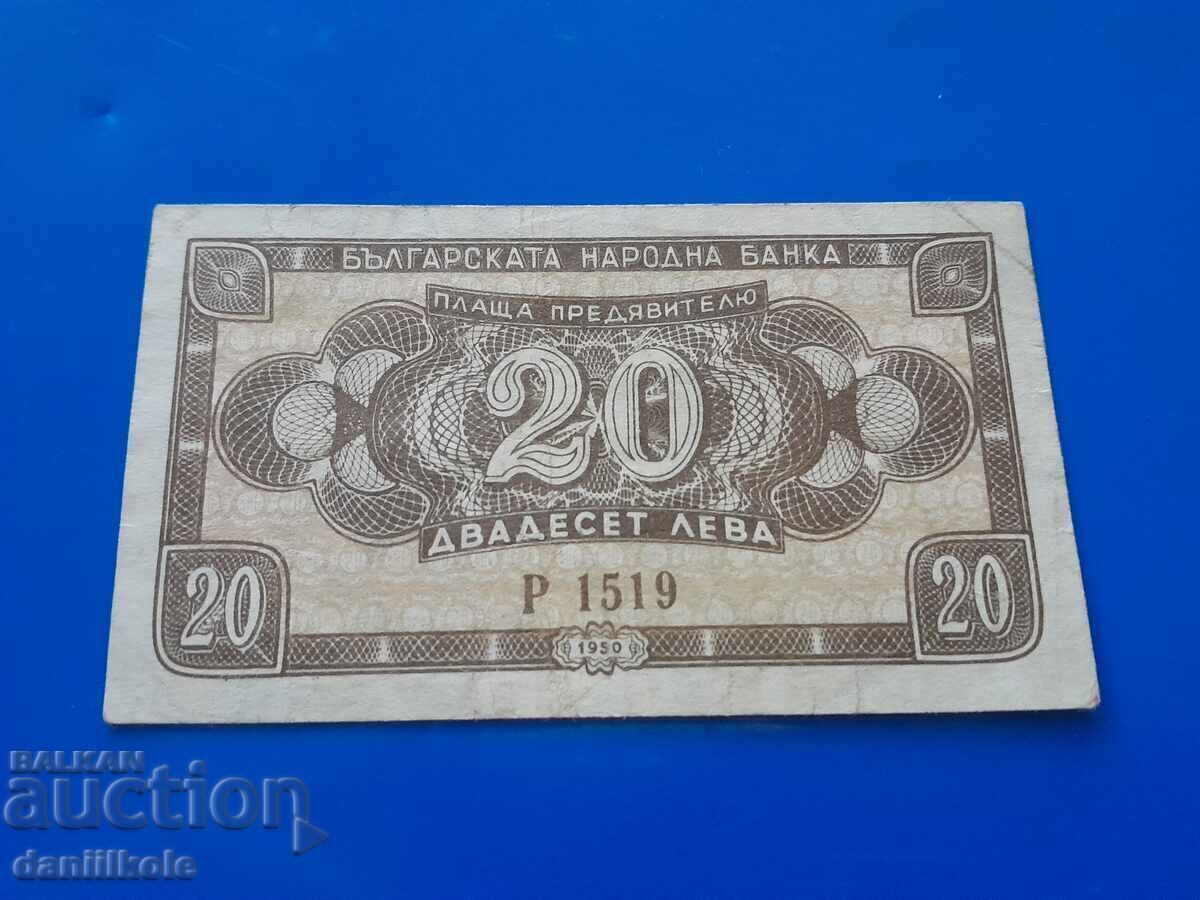 БЪЛГАРСКАТА НАРОДНА БАНКА
ПЛАЩА ПРЕДЯВИТЕЛЮ
20
ДВАДЕСЕТ ЛЕВА
Р 1519
20 20
1950
BALKAN
auction
daniilkole